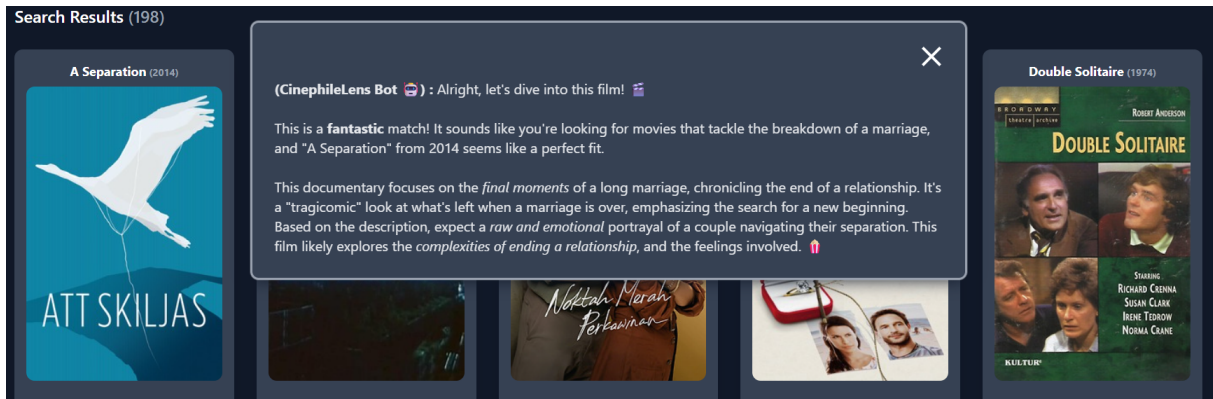 Search Results (198)
A Separation (2014)
ATT SKILJAS
(CinephileLens Bot 🤖) : Alright, let's dive into this film! 🎬
This is a fantastic match! It sounds like you're looking for movies that tackle the breakdown of a marriage,
and "A Separation" from 2014 seems like a perfect fit.
This documentary focuses on the final moments of a long marriage, chronicling the end of a relationship. It's
a "tragicomic" look at what's left when a marriage is over, emphasizing the search for a new beginning.
Based on the description, expect a raw and emotional portrayal of a couple navigating their separation. This
film likely explores the complexities of ending a relationship, and the feelings involved. 🍿
Noktah Merah
Perkawinan
Double Solitaire (1974)
BROADWAY
theatre archive
ROBERT ANDERSON
DOUBLE SOLITAIRE
STARRING
RICHARD CRENNA
SUSAN CLARK
IRENE TEDROW
NORMA CRANE
KULTUR